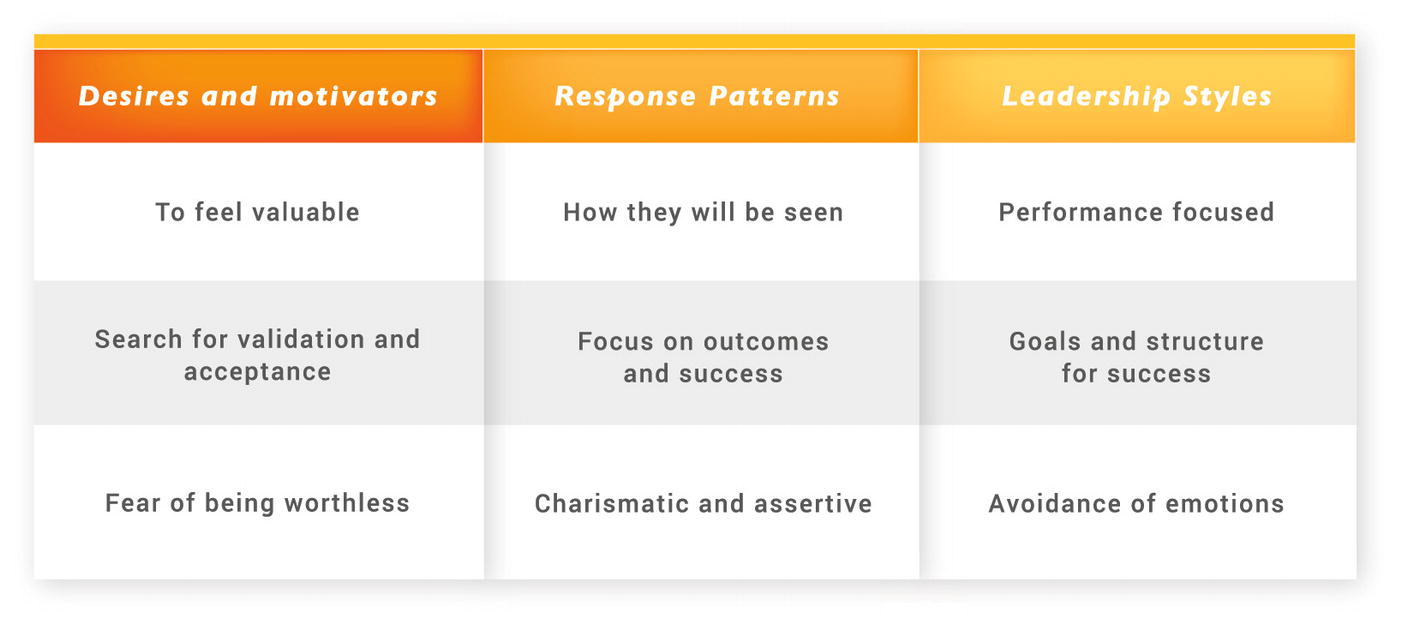 Desires and motivators
Response Patterns
Leadership Styles
To feel valuable
How they will be seen
Performance focused
Search for validation and
acceptance
Focus on outcomes
and success
Goals and structure
for success
Fear of being worthless
Charismatic and assertive
Avoidance of emotions